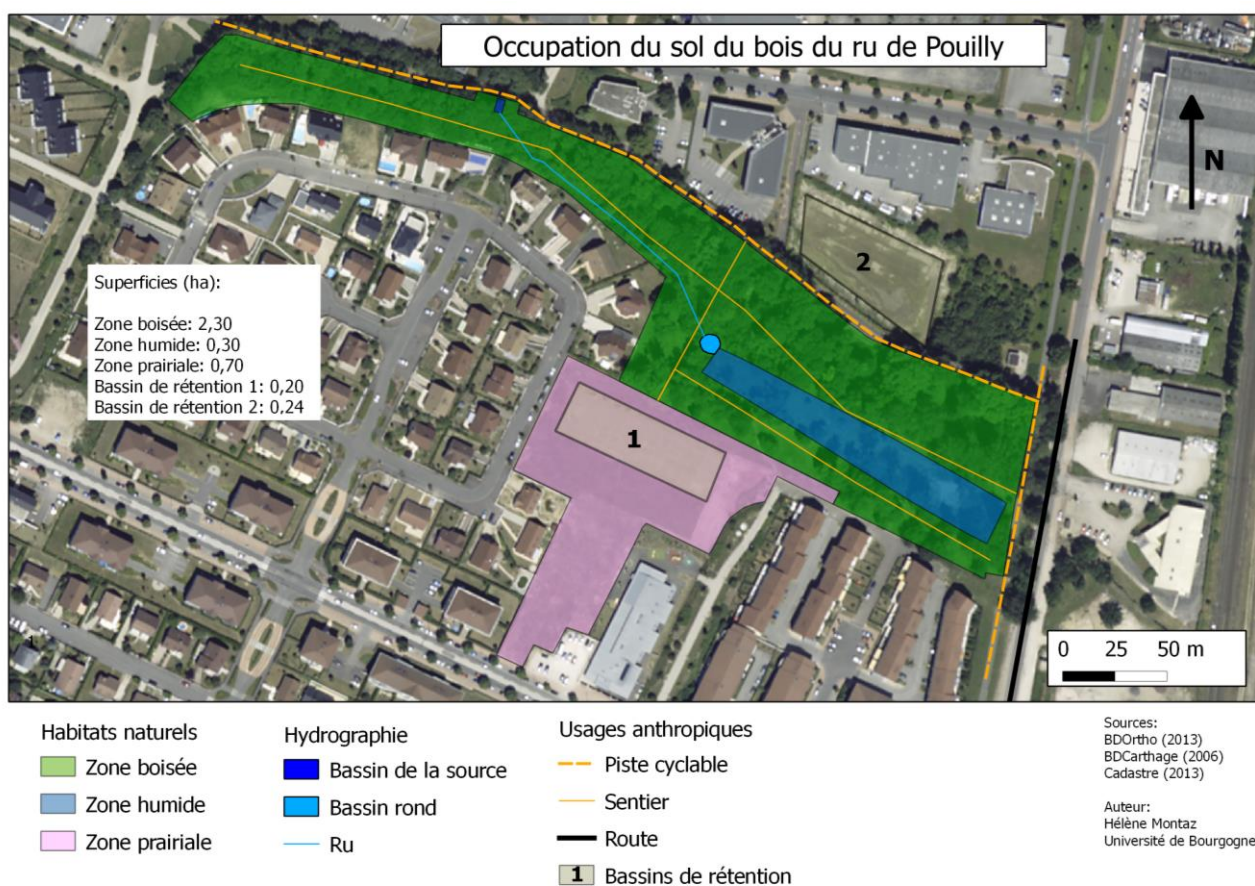 Occupation du sol du bois du ru de Pouilly
N
2
Superficies (ha):
Zone boisée: 2,30
Zone humide: 0,30
Zone prairiale: 0,70
Bassin de rétention 1: 0,20
Bassin de rétention 2: 0,24
1
1
0 25 50 m
Habitats naturels
Zone boisée
Zone humide
Zone prairiale
Hydrographie
Bassin de la source
Bassin rond
Ru
Usages anthropiques
Piste cyclable
Sentier
Route
1 Bassins de rétention
Sources:
BDOrtho (2013)
BDCarthage (2006)
Cadastre (2013)
Auteur:
Hélène Montaz
Université de Bourgogne